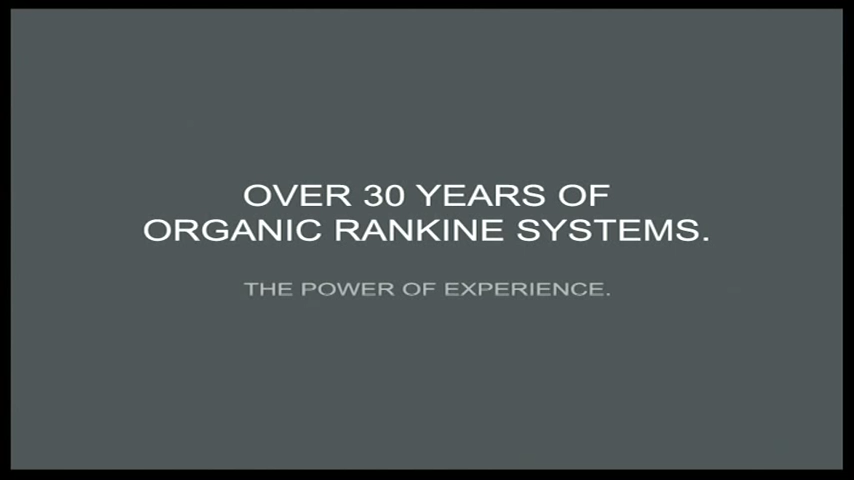 OVER 30 YEARS OF
ORGANIC RANKINE SYSTEMS.
THE POWER OF EXPERIENCE.